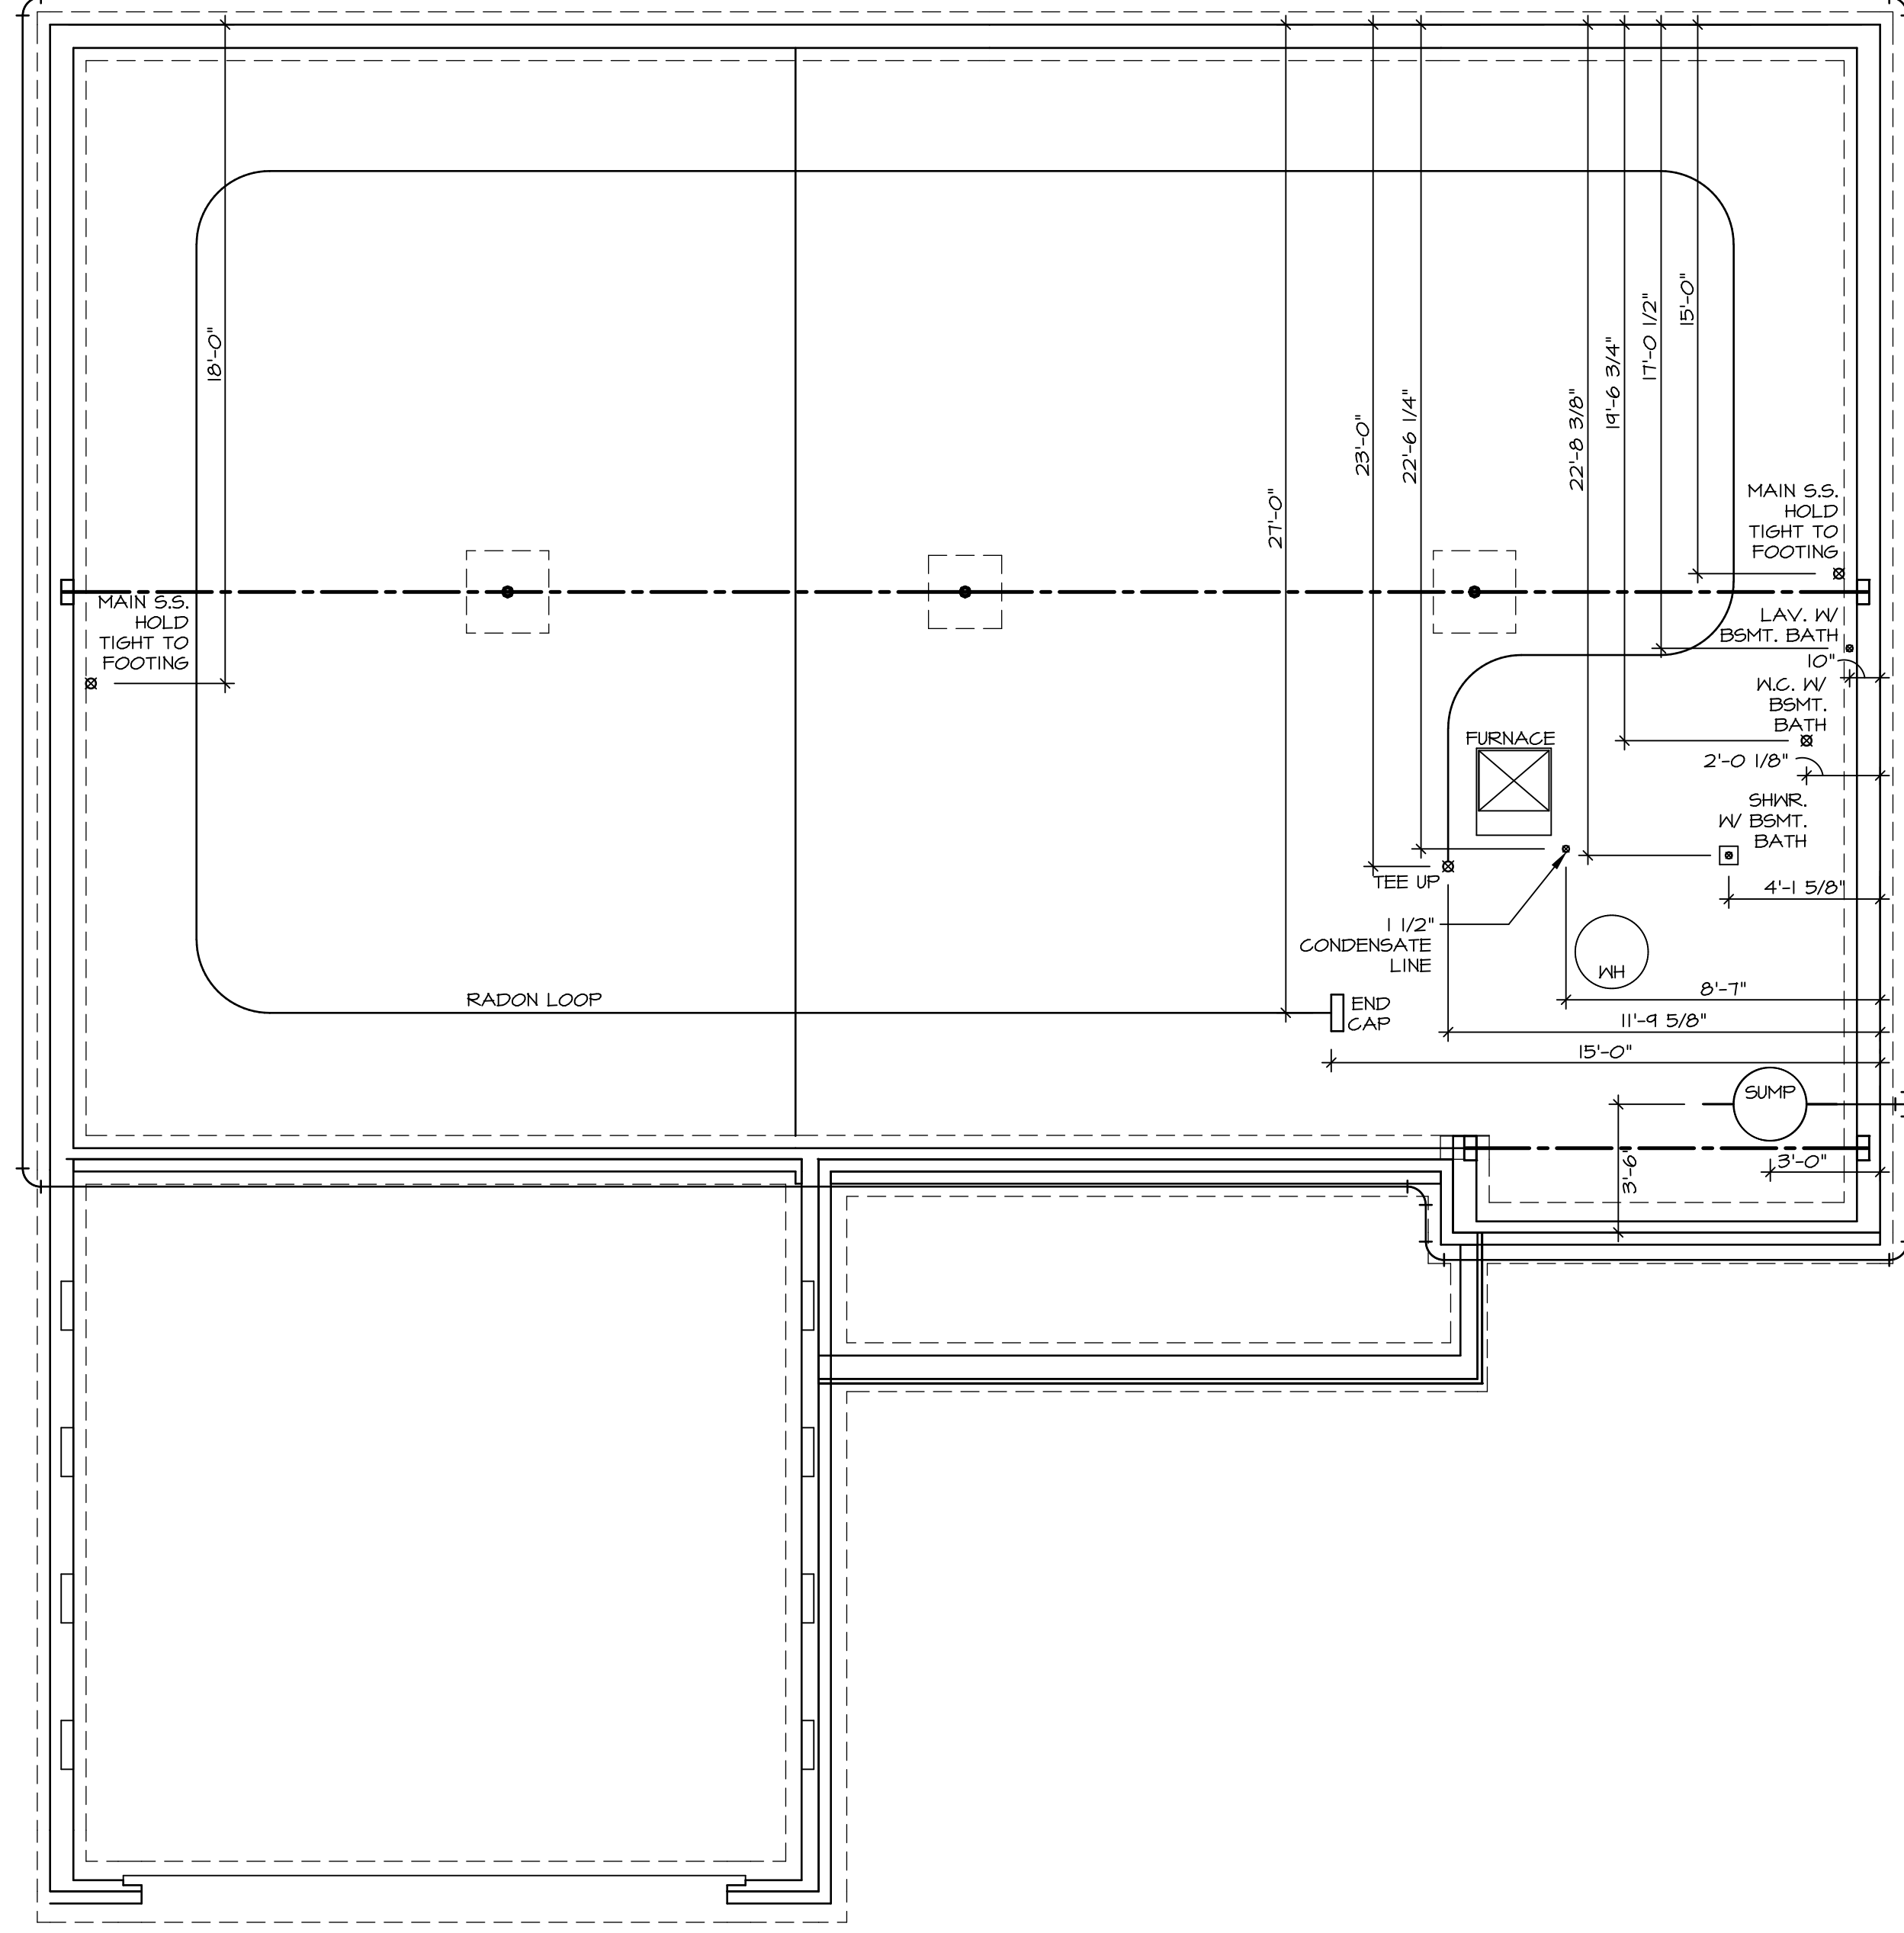 15'-0"
17'-0 1/2"
18'-0"
19'-6 3/4"
22'-6 1/4"
22'-8 3/8"
23'-0"
27'-0"
MAIN S.S.
HOLD
TIGHT TO
FOOTING
MAIN S.S.
HOLD
TIGHT TO
FOOTING
LAV. W/
BSMT. BATH
10"
W.C. W/
BSMT.
BATH
FURNACE
2'-0 1/8"
SHWR.
W/ BSMT.
BATH
TEE UP
4'-1 5/8"
1 1/2"
CONDENSATE
LINE
WH
8'-7"
RADON LOOP
END
CAP
11'-9 5/8"
15'-0"
SUMP
3'-0"
3'-6"